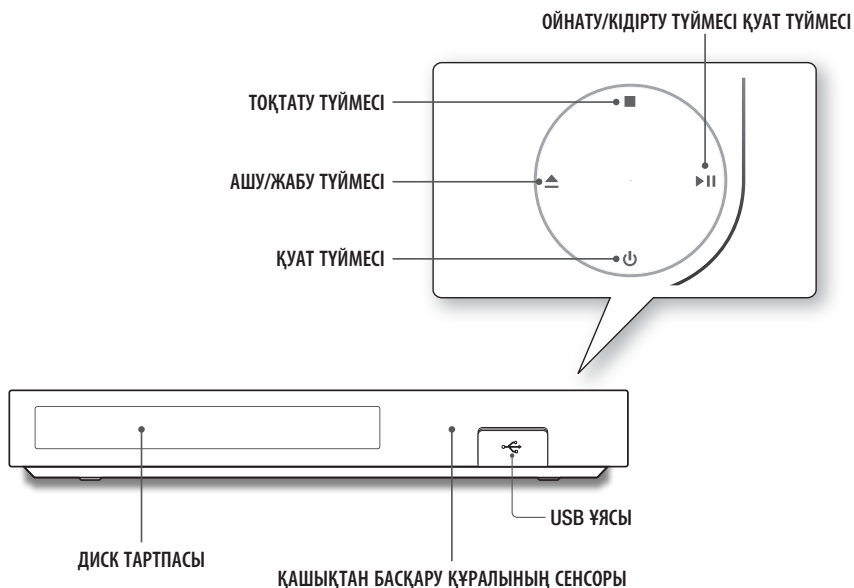 ОЙНАТУ/КІДІРТУ ТҮЙМЕСІ ҚУАТ ТҮЙМЕСІ
ТОҚТАТУ ТҮЙМЕСІ
АШУ/ЖАБУ ТҮЙМЕСІ
ҚУАТ ТҮЙМЕСІ
USB ҰЯСЫ
ДИСК ТАРТПАСЫ
ҚАШЫҚТАН БАСҚАРУ ҚҰРАЛЫНЫҢ СЕНСОРЫ